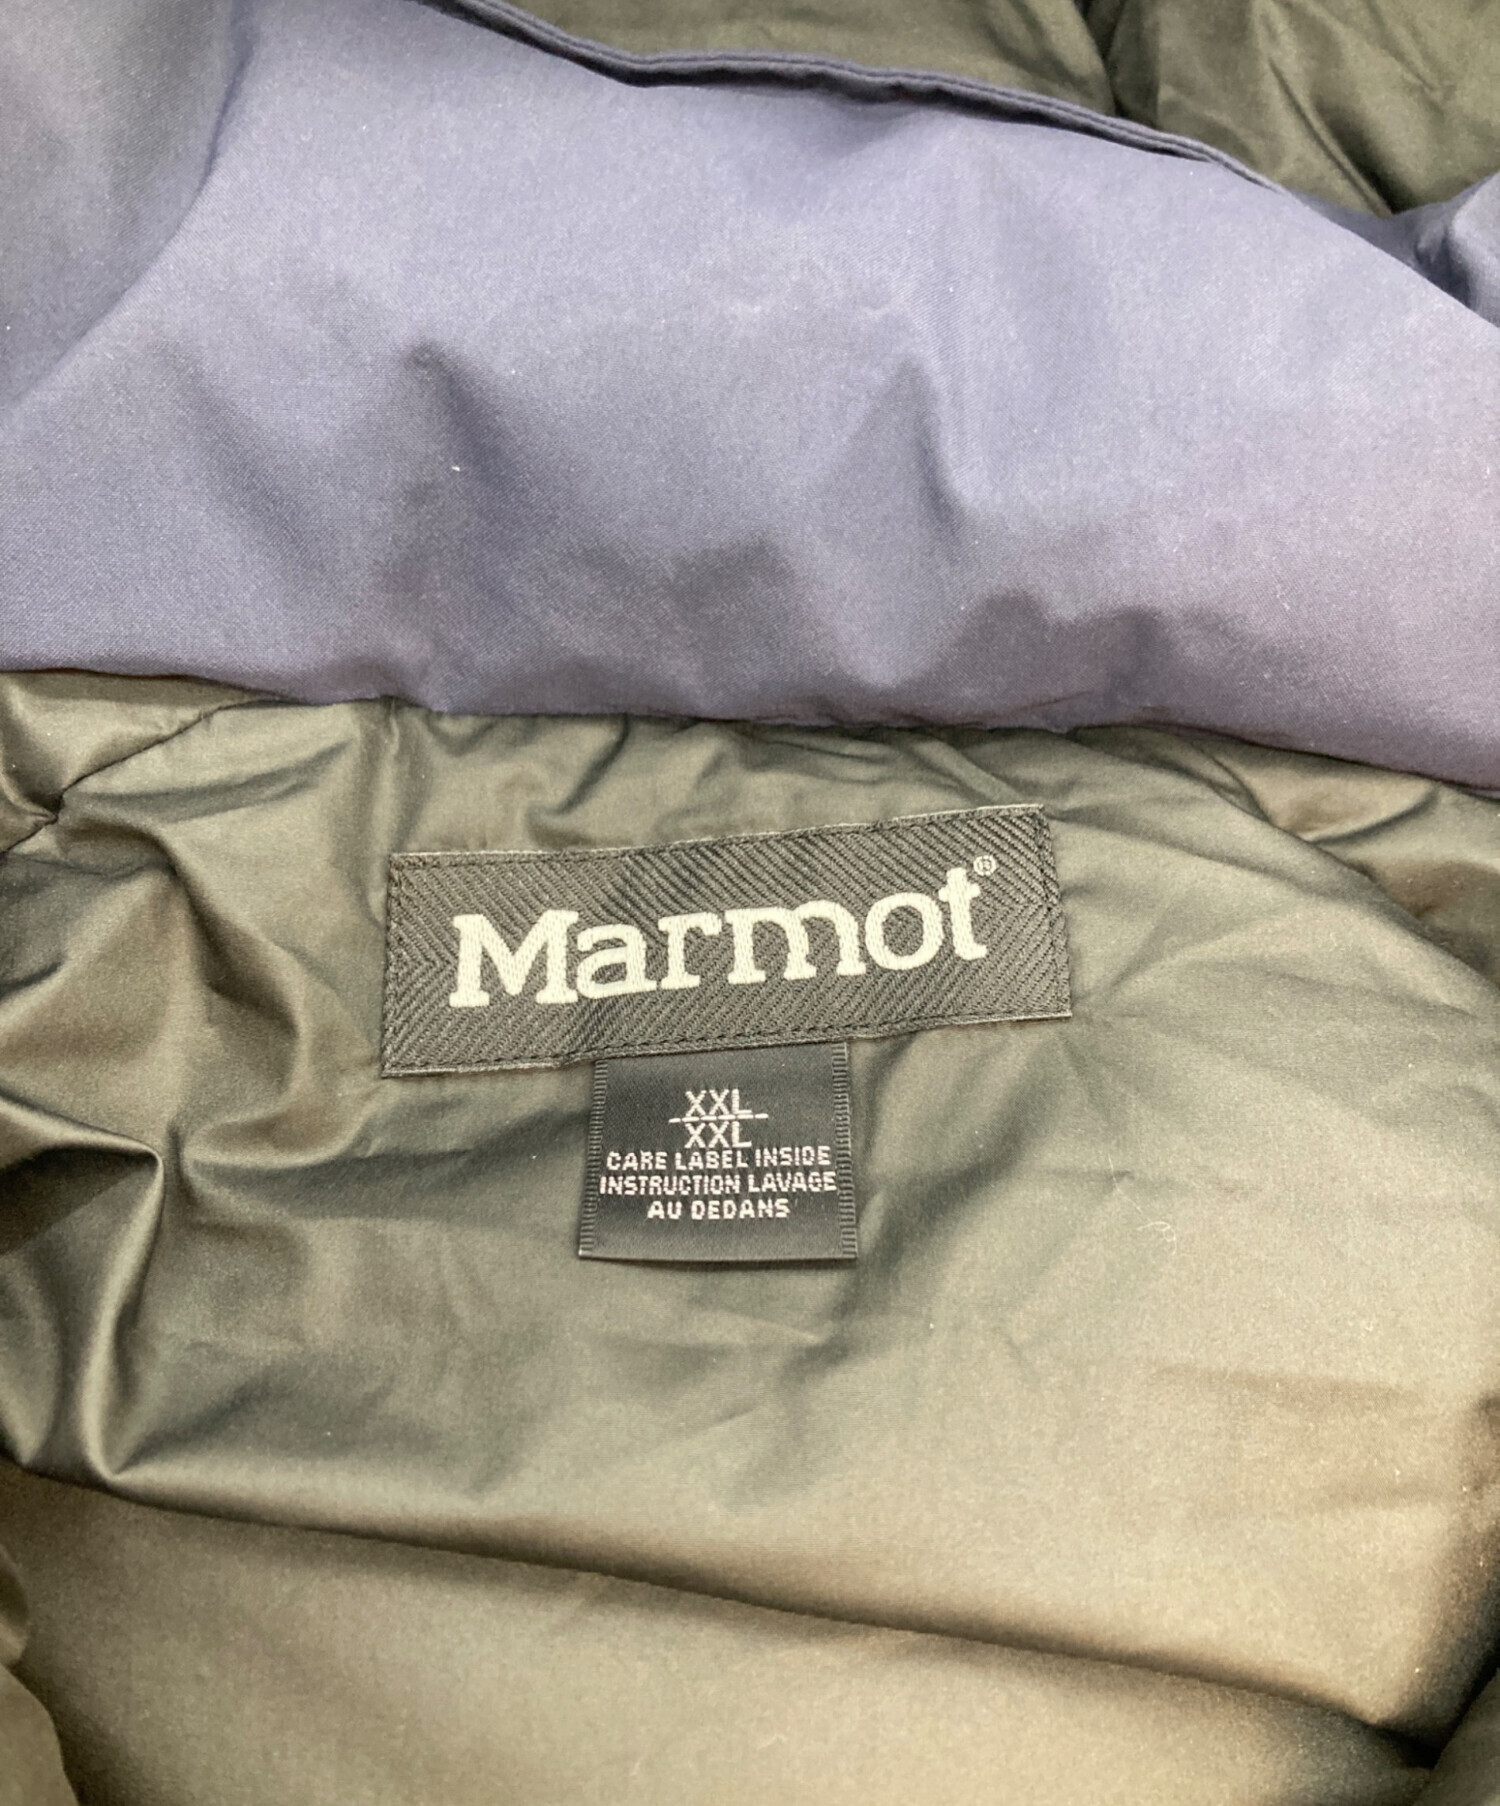 Marmot®
XXL
XXL
CARE LABEL INSIDE
INSTRUCTION LAVAGE
AU DEDANS